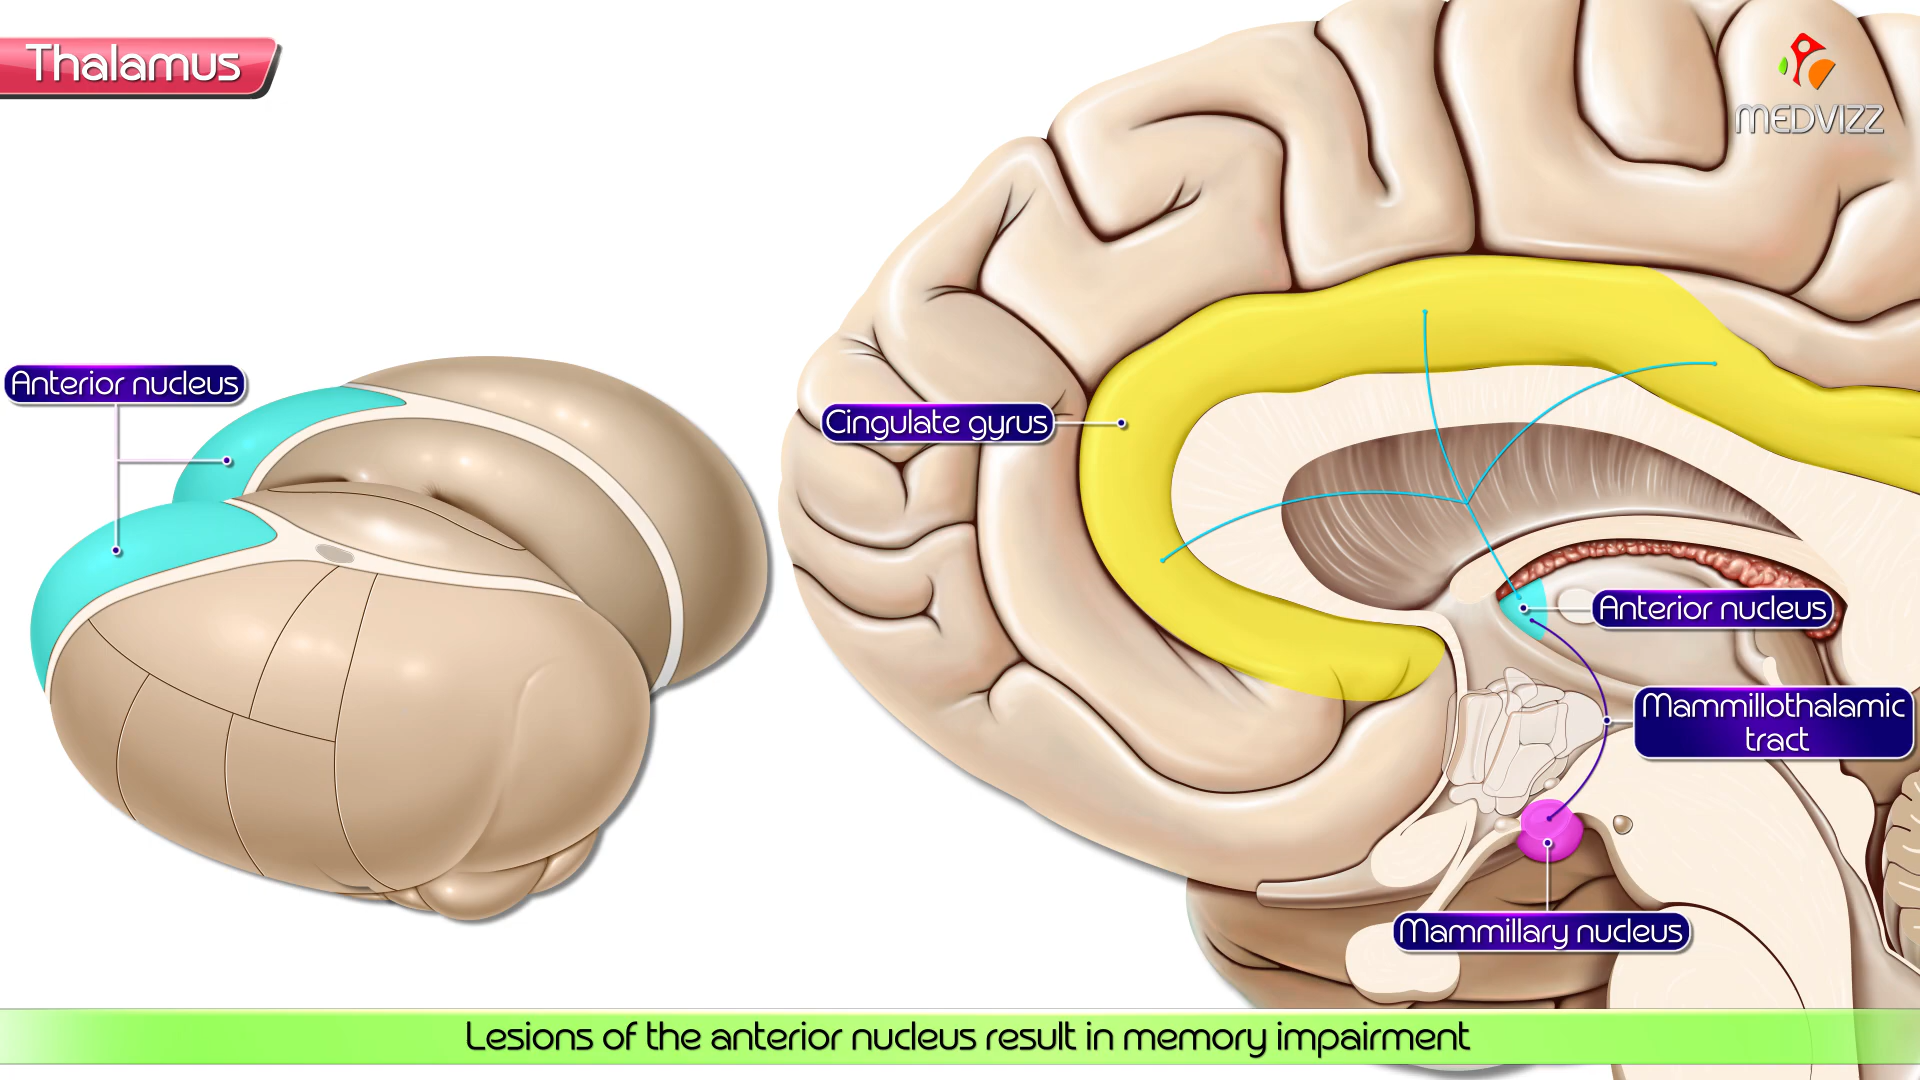 Thalamus
MEDVIZZ
Anterior nucleus
Cingulate gyrus
Anterior nucleus
Mammillothalamic
tract
Mammillary nucleus
Lesions of the anterior nucleus result in memory impairment